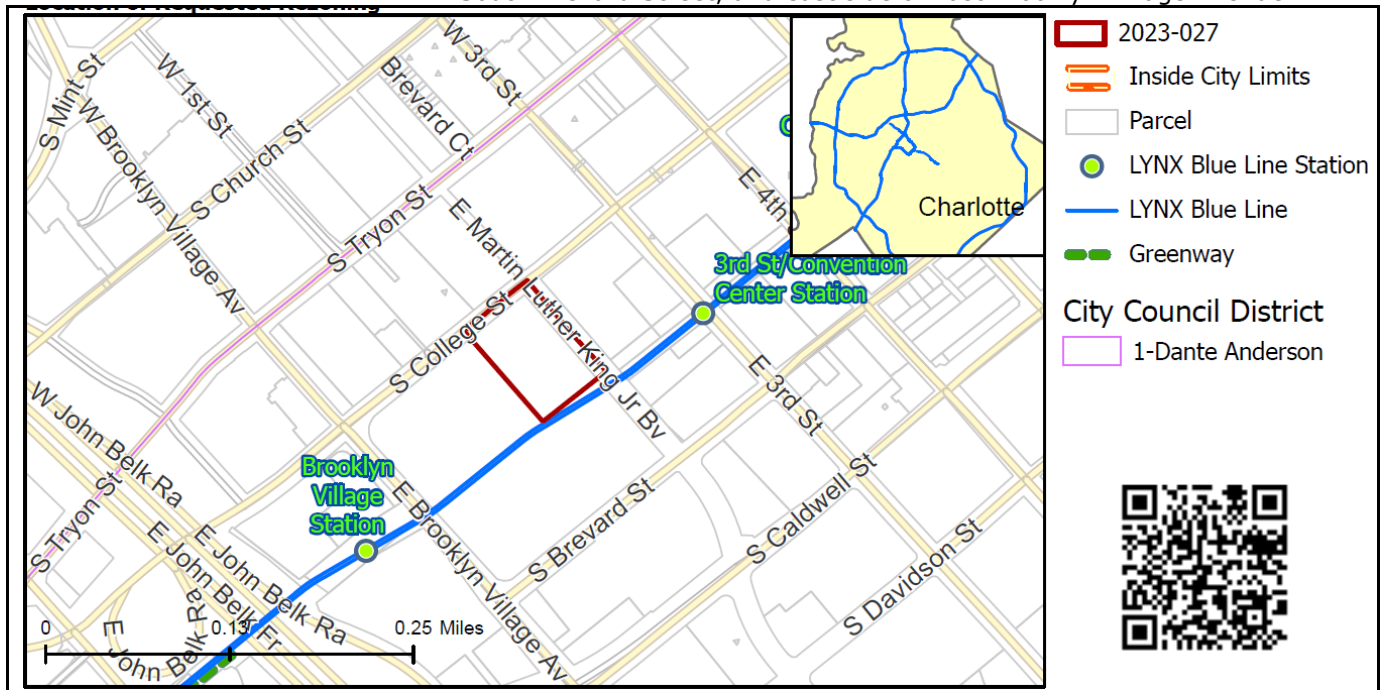 2023-027
Inside City Limits
Parcel
LYNX Blue Line Station
LYNX Blue Line
Greenway
City Council District
1-Dante Anderson
Charlotte
S Mint St
W 1st St
W Brooklyn Village Av
S Church St
Brevard Ct
W 3rd St
S Tryon St
E Martin Luther King Jr Bv
E 4th
3rd St/Convention
Center Station
S College St
E 3rd St
W John Belk Ra
S Tryon St
Brooklyn
Village
Station
E Brooklyn Village Av
S Brevard St
S Caldwell St
S Davidson St
E John Belk Ra
E John Belk Fr
E John Belk Ra
0
0.13
0.25 Miles